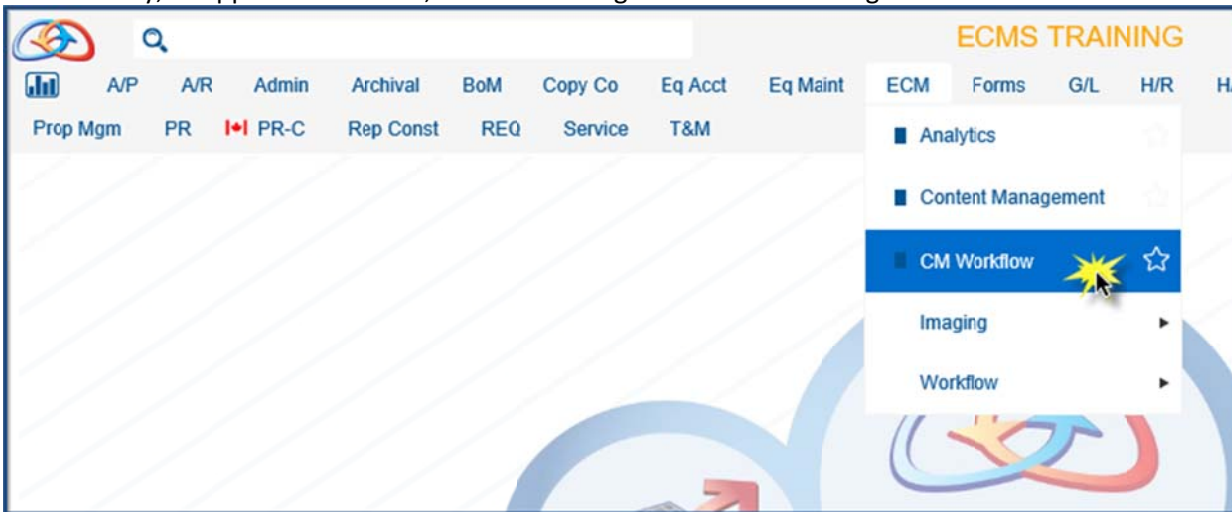 ECMS TRAINING
A/P A/R Admin Archival BoM Copy Co Eq Acct Eq Maint ECM Forms G/L H/R
Prop Mgm PR PR-C Rep Const REQ Service T&M
Analytics
Content Management
CM Workflow
Imaging
Workflow